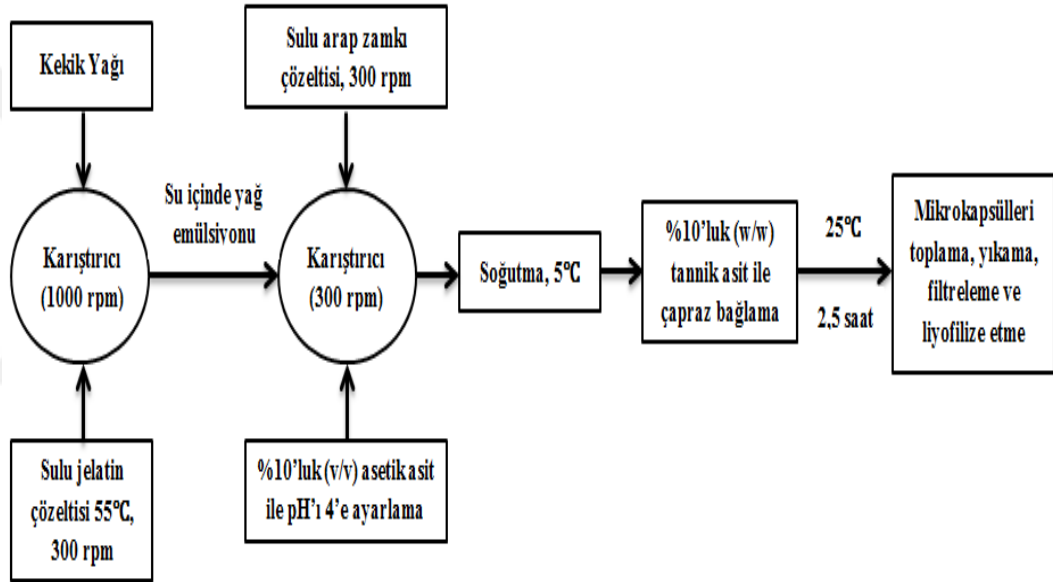 Kekik Yağı
Karıştırıcı
(1000 rpm)
Sulu jelatin
çözeltisi 55℃,
300 rpm
Su içinde yağ
emülsiyonu
Sulu arap zamkı
çözeltisi, 300 rpm
Karıştırıcı
(300 rpm)
%10’luk (v/v) asetik asit
ile pH’ı 4’e ayarlama
Soğutma, 5℃
%10’luk (w/w)
tannik asit ile
çapraz bağlama
25℃
2,5 saat
Mikrokapsülleri
toplama, yıkama,
filtreleme ve
liyofilize etme